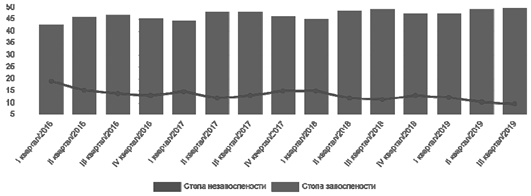 50
45
40
35
30
25
20
15
10
5
I квартал/2016
II квартал/2016
III квартал/2016
IV квартал/2016
I квартал/2017
II квартал/2017
III квартал/2017
IV квартал/2017
I квартал/2018
II квартал/2018
III квартал/2018
IV квартал/2018
I квартал/2019
II квартал/2019
III квартал/2019
Стопа незапослености Стопа запослености